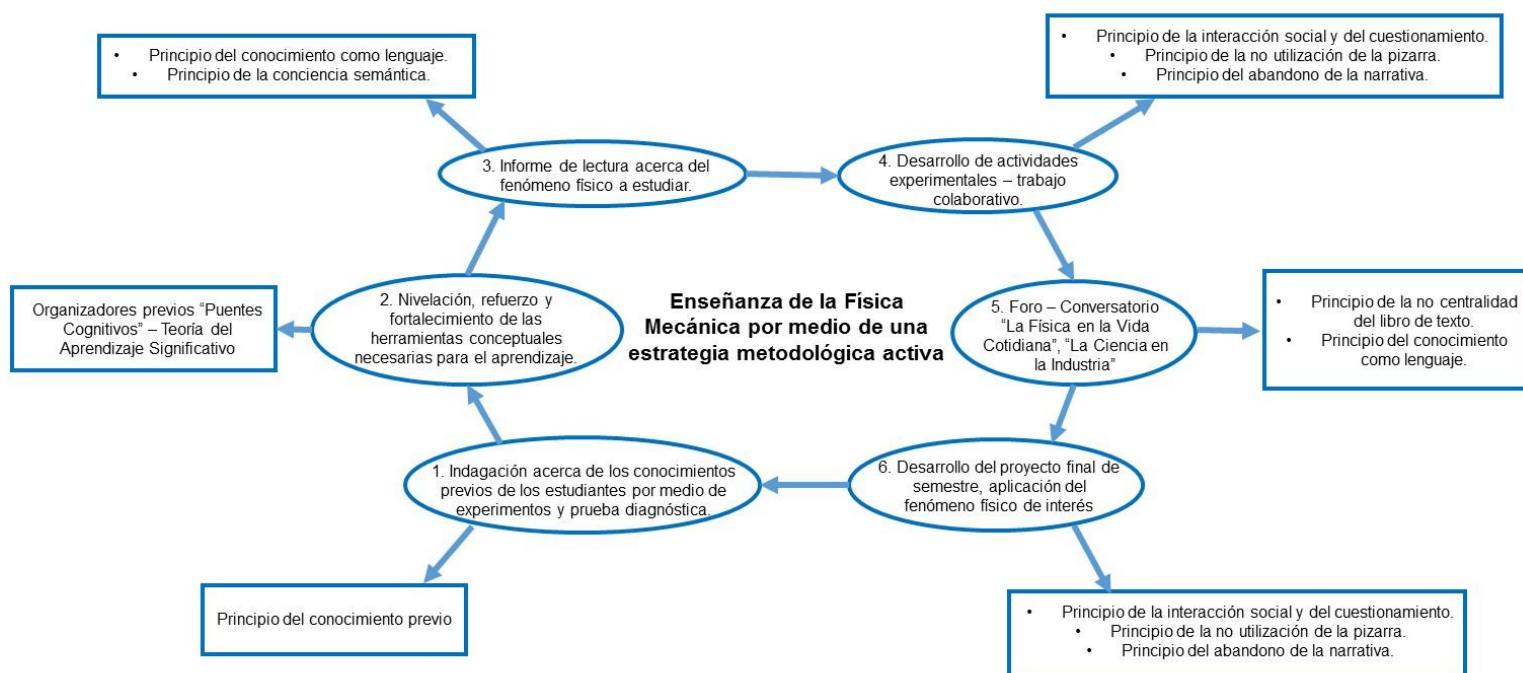 • Principio del conocimiento como lenguaje.
• Principio de la conciencia semántica.
• Principio de la interacción social y del cuestionamiento.
• Principio de la no utilización de la pizarra.
• Principio del abandono de la narrativa.
3. Informe de lectura acerca del
fenómeno físico a estudiar.
4. Desarrollo de actividades
experimentales – trabajo
colaborativo.
Organizadores previos “Puentes
Cognitivos” – Teoría del
Aprendizaje Significativo
2. Nivelación, refuerzo y
fortalecimiento de las
herramientas conceptuales
necesarias para el aprendizaje.
Enseñanza de la Física
Mecánica por medio de una
estrategia metodológica activa
5. Foro – Conversatorio
“La Física en la Vida
Cotidiana”, “La Ciencia en
la Industria”
• Principio de la no centralidad
del libro de texto.
• Principio del conocimiento
como lenguaje.
1. Indagación acerca de los conocimientos
previos de los estudiantes por medio de
experimentos y prueba diagnóstica.
6. Desarrollo del proyecto final de
semestre, aplicación del
fenómeno físico de interés
Principio del conocimiento previo
• Principio de la interacción social y del cuestionamiento.
• Principio de la no utilización de la pizarra.
• Principio del abandono de la narrativa.